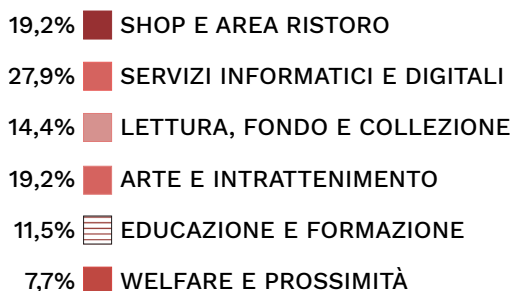 19,2% SHOP E AREA RISTORO
27,9% SERVIZI INFORMATICI E DIGITALI
14,4% LETTURA, FONDO E COLLEZIONE
19,2% ARTE E INTRATTENIMENTO
11,5% EDUCAZIONE E FORMAZIONE
7,7% WELFARE E PROSSIMITÀ